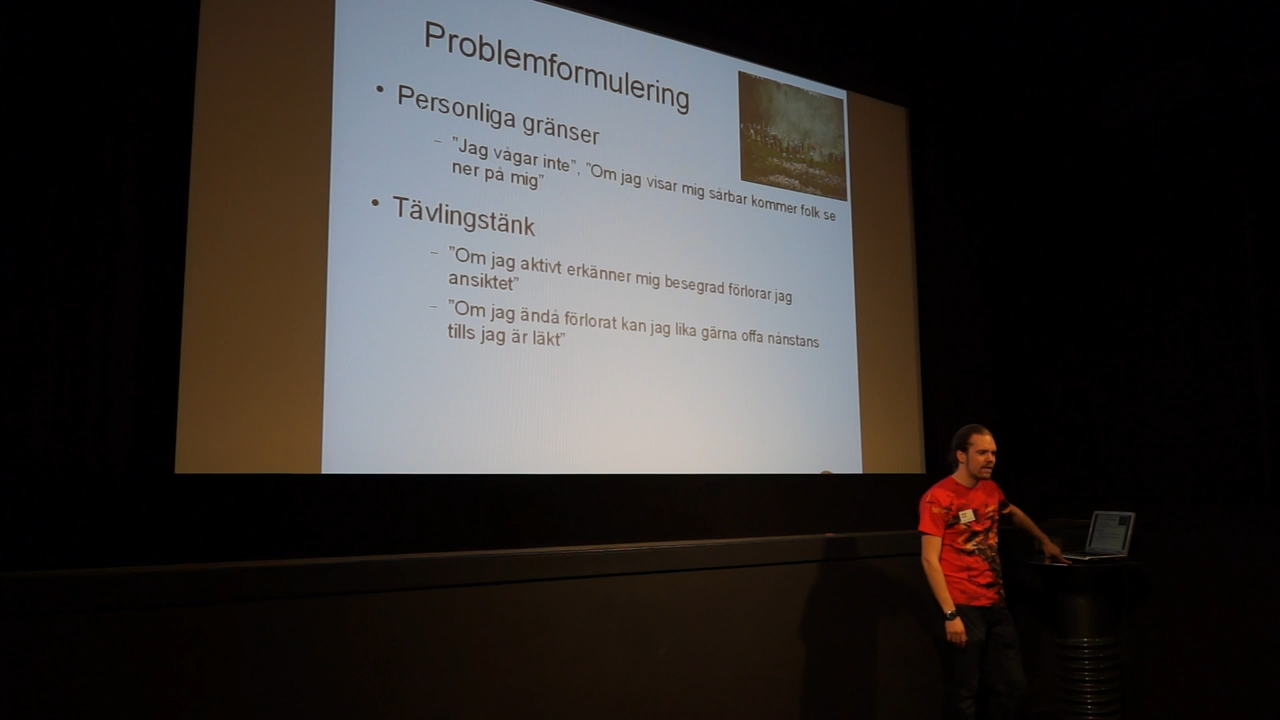 Problemformulering
• Personliga gränser
– "Jag vågar inte", "Om jag visar mig sårbar kommer folk se
ner på mig"
• Tävlingstänk
– "Om jag aktivt erkänner mig besegrad förlorar jag
ansiktet"
– "Om jag ändå förlorat kan jag lika gärna offa nånstans
tills jag är läkt"